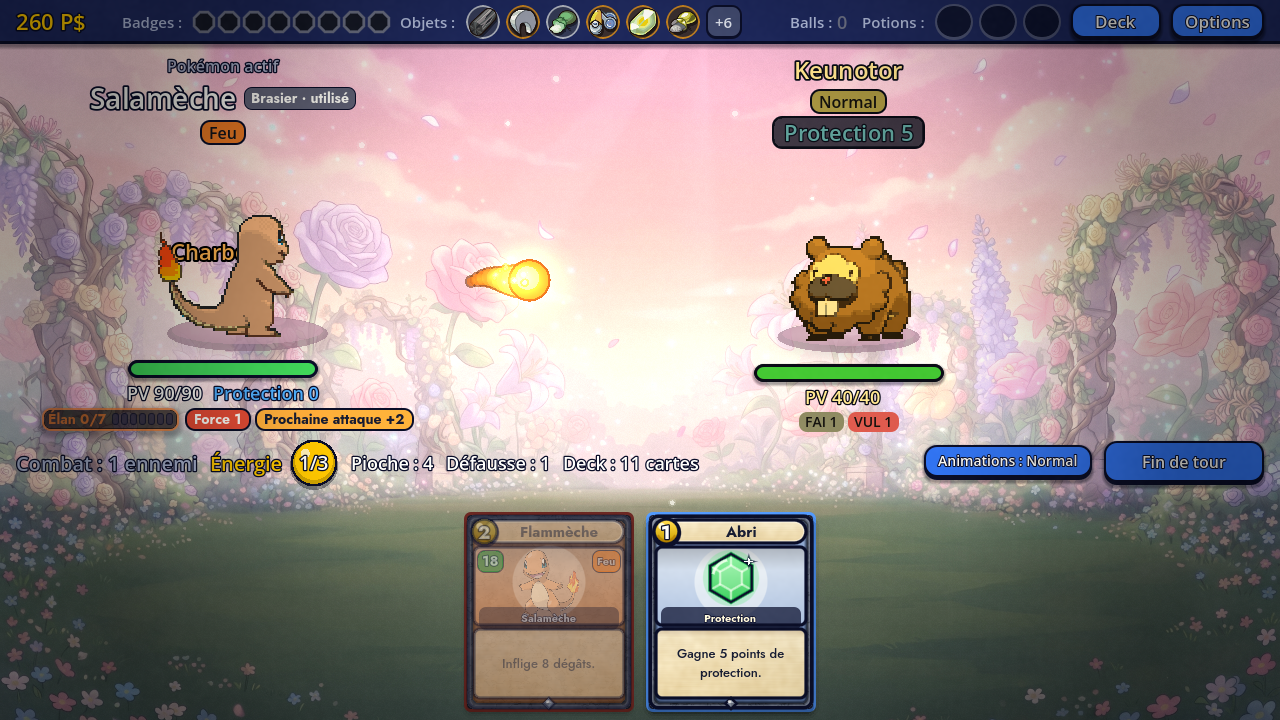 260 P$ Badges : Objets : +6 Balls : 0 Potions : Deck Options
Pokémon actif
Salamèche Brasier · utilisé
Feu
Keunotor
Normal
Protection 5
Charb
PV 90/90 Protection 0
Élan 0/7 Force 1 Prochaine attaque +2
PV 40/40
FAI 1 VUL 1
Combat : 1 ennemi Énergie 1/3 Pioche : 4 Défausse : 1 Deck : 11 cartes
Animations : Normal Fin de tour
2 Flammèche
18 Feu
Salamèche
Inflige 8 dégâts.
1 Abri
Protection
Gagne 5 points de
protection.